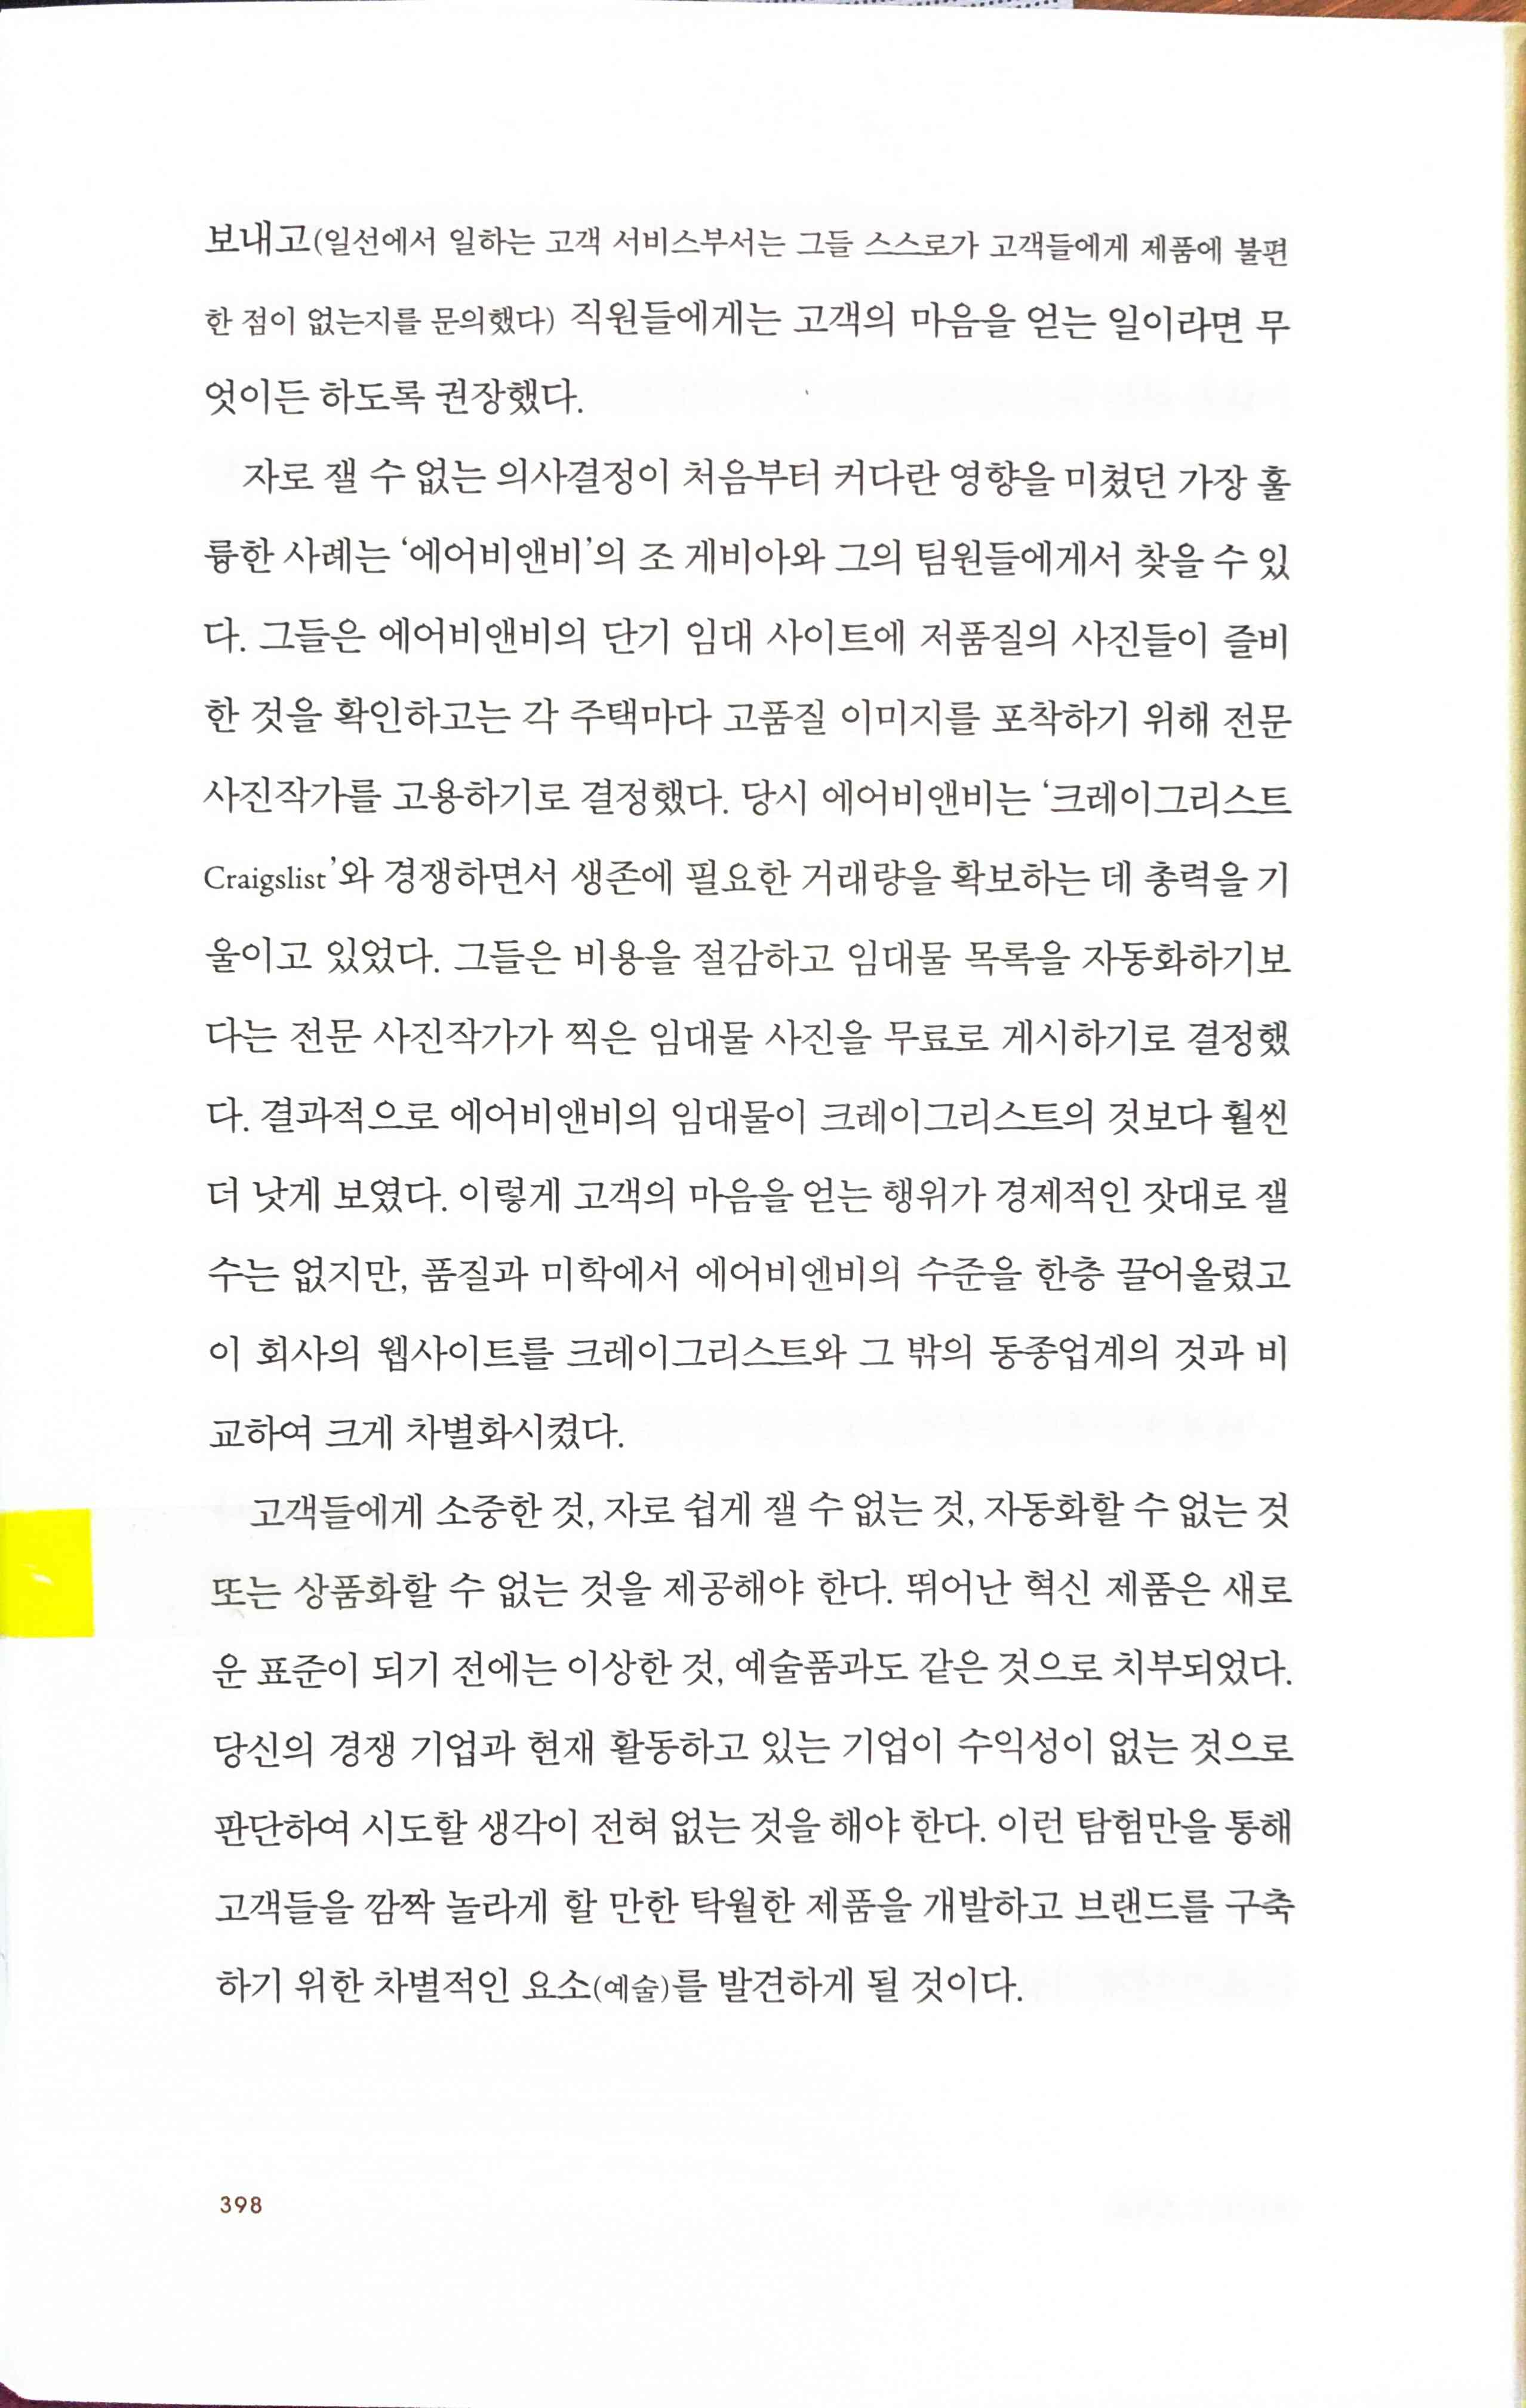 보내고(일선에서 일하는 고객 서비스부서는 그들 스스로가 고객들에게 제품에 불편
한 점이 없는지를 문의했다) 직원들에게는 고객의 마음을 얻는 일이라면 무
엇이든 하도록 권장했다.
자로 잴 수 없는 의사결정이 처음부터 커다란 영향을 미쳤던 가장 훌
륭한 사례는 ‘에어비앤비’의 조 게비아와 그의 팀원들에게서 찾을 수 있
다. 그들은 에어비앤비의 단기 임대 사이트에 저품질의 사진들이 즐비
한 것을 확인하고는 각 주택마다 고품질 이미지를 포착하기 위해 전문
사진작가를 고용하기로 결정했다. 당시 에어비앤비는 ‘크레이그리스트
Craigslist’와 경쟁하면서 생존에 필요한 거래량을 확보하는 데 총력을 기
울이고 있었다. 그들은 비용을 절감하고 임대물 목록을 자동화하기보
다는 전문 사진작가가 찍은 임대물 사진을 무료로 게시하기로 결정했
다. 결과적으로 에어비앤비의 임대물이 크레이그리스트의 것보다 훨씬
더 낫게 보였다. 이렇게 고객의 마음을 얻는 행위가 경제적인 잣대로 잴
수는 없지만, 품질과 미학에서 에어비엔비의 수준을 한층 끌어올렸고
이 회사의 웹사이트를 크레이그리스트와 그 밖의 동종업계의 것과 비
교하여 크게 차별화시켰다.
고객들에게 소중한 것, 자로 쉽게 잴 수 없는 것, 자동화할 수 없는 것
또는 상품화할 수 없는 것을 제공해야 한다. 뛰어난 혁신 제품은 새로
운 표준이 되기 전에는 이상한 것, 예술품과도 같은 것으로 치부되었다.
당신의 경쟁 기업과 현재 활동하고 있는 기업이 수익성이 없는 것으로
판단하여 시도할 생각이 전혀 없는 것을 해야 한다. 이런 탐험만을 통해
고객들을 깜짝 놀라게 할 만한 탁월한 제품을 개발하고 브랜드를 구축
하기 위한 차별적인 요소(예술)를 발견하게 될 것이다.
398